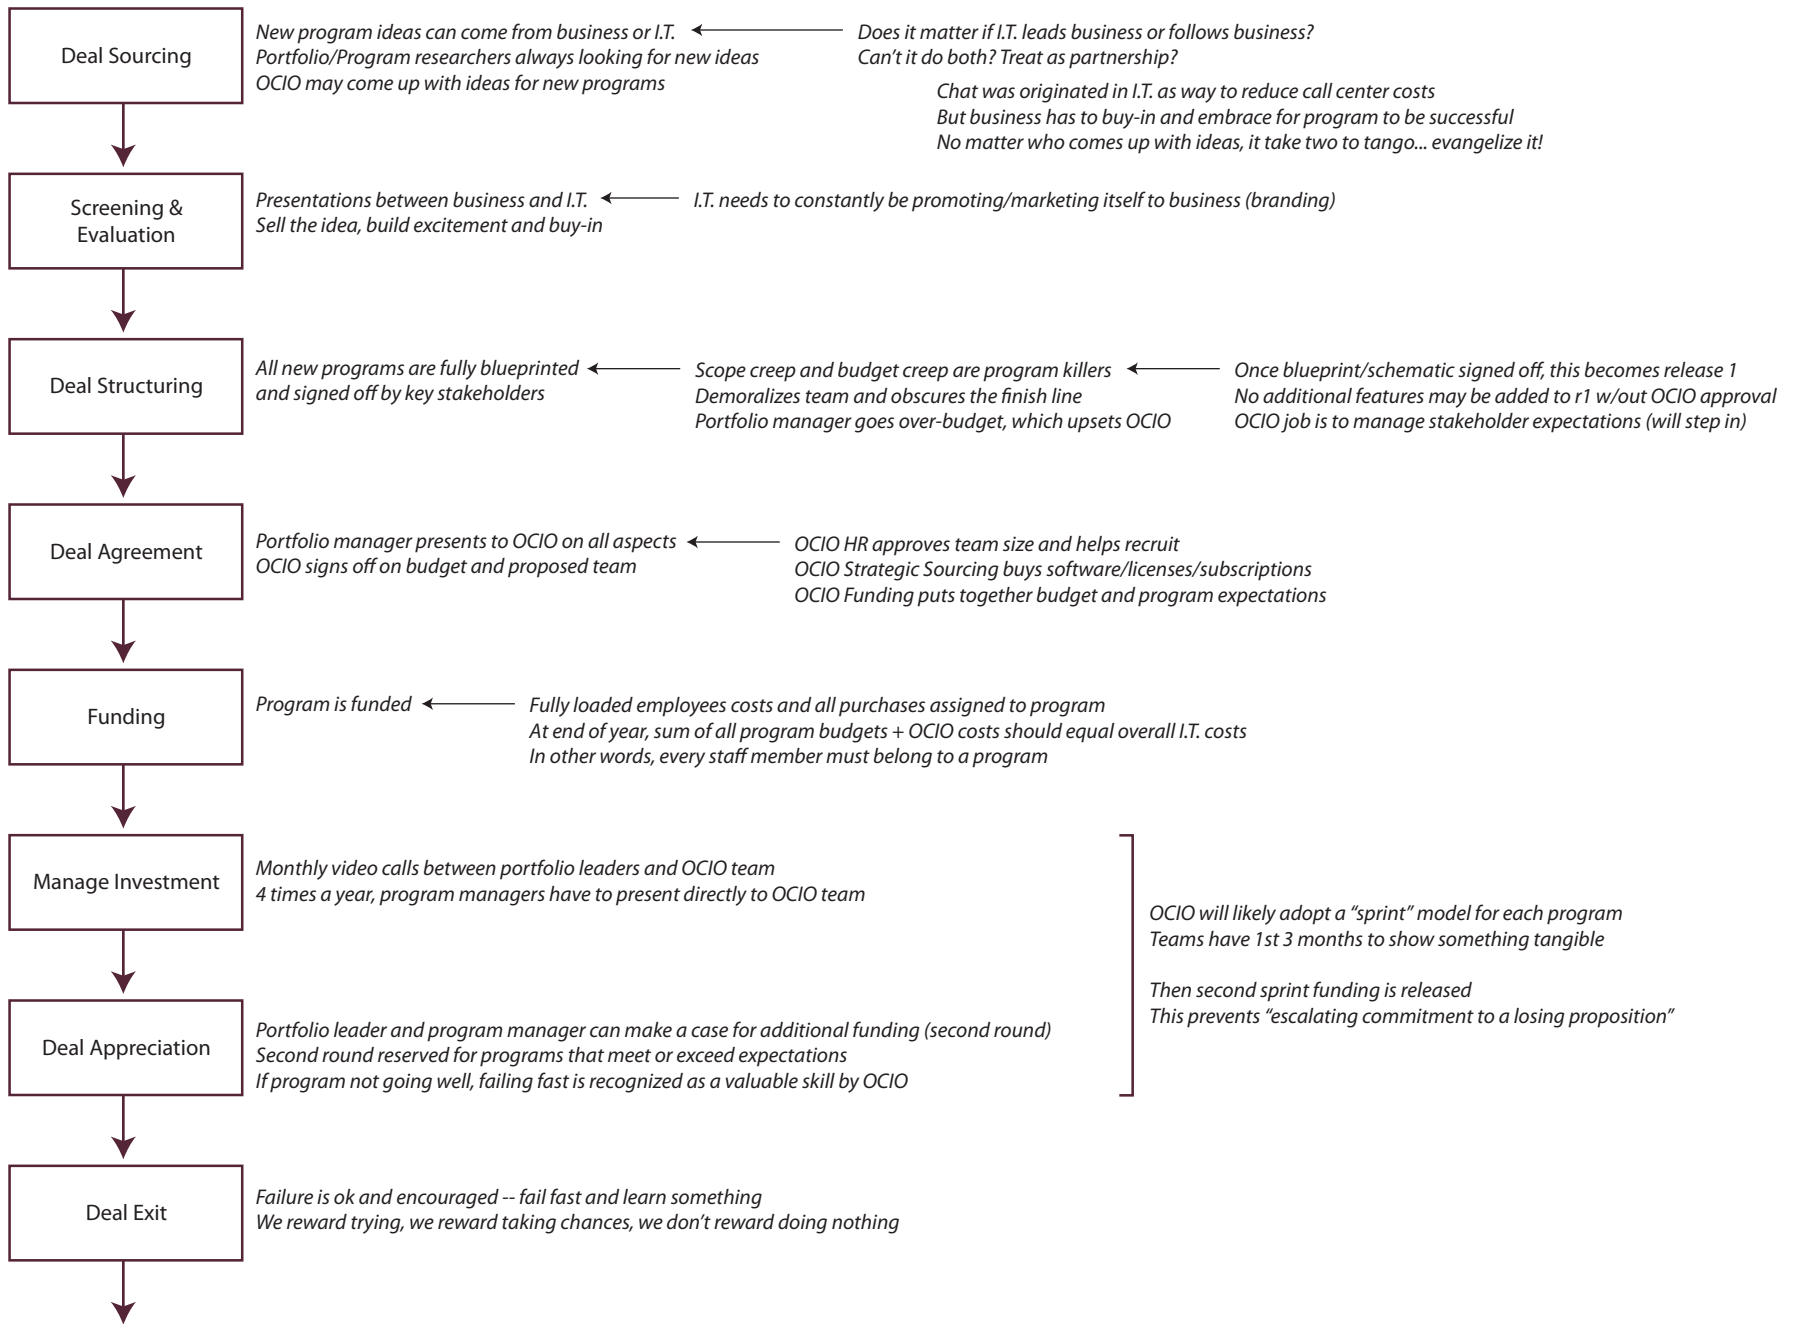 Deal Sourcing
New program ideas can come from business or I.T.
Portfolio/Program researchers always looking for new ideas
OCIO may come up with ideas for new programs
Does it matter if I.T. leads business or follows business?
Can't it do both? Treat as partnership?
Chat was originated in I.T. as way to reduce call center costs
But business has to buy-in and embrace for program to be successful
No matter who comes up with ideas, it take two to tango... evangelize it!
Screening &
Evaluation
Presentations between business and I.T.
Sell the idea, build excitement and buy-in
I.T. needs to constantly be promoting/marketing itself to business (branding)
Deal Structuring
All new programs are fully blueprinted
and signed off by key stakeholders
Scope creep and budget creep are program killers
Demoralizes team and obscures the finish line
Portfolio manager goes over-budget, which upsets OCIO
Once blueprint/schematic signed off, this becomes release 1
No additional features may be added to r1 w/out OCIO approval
OCIO job is to manage stakeholder expectations (will step in)
Deal Agreement
Portfolio manager presents to OCIO on all aspects
OCIO signs off on budget and proposed team
OCIO HR approves team size and helps recruit
OCIO Strategic Sourcing buys software/licenses/subscriptions
OCIO Funding puts together budget and program expectations
Funding
Program is funded
Fully loaded employees costs and all purchases assigned to program
At end of year, sum of all program budgets + OCIO costs should equal overall I.T. costs
In other words, every staff member must belong to a program
Manage Investment
Monthly video calls between portfolio leaders and OCIO team
4 times a year, program managers have to present directly to OCIO team
OCIO will likely adopt a “sprint” model for each program
Teams have 1st 3 months to show something tangible
Then second sprint funding is released
This prevents “escalating commitment to a losing proposition”
Deal Appreciation
Portfolio leader and program manager can make a case for additional funding (second round)
Second round reserved for programs that meet or exceed expectations
If program not going well, failing fast is recognized as a valuable skill by OCIO
Deal Exit
Failure is ok and encouraged -- fail fast and learn something
We reward trying, we reward taking chances, we don't reward doing nothing